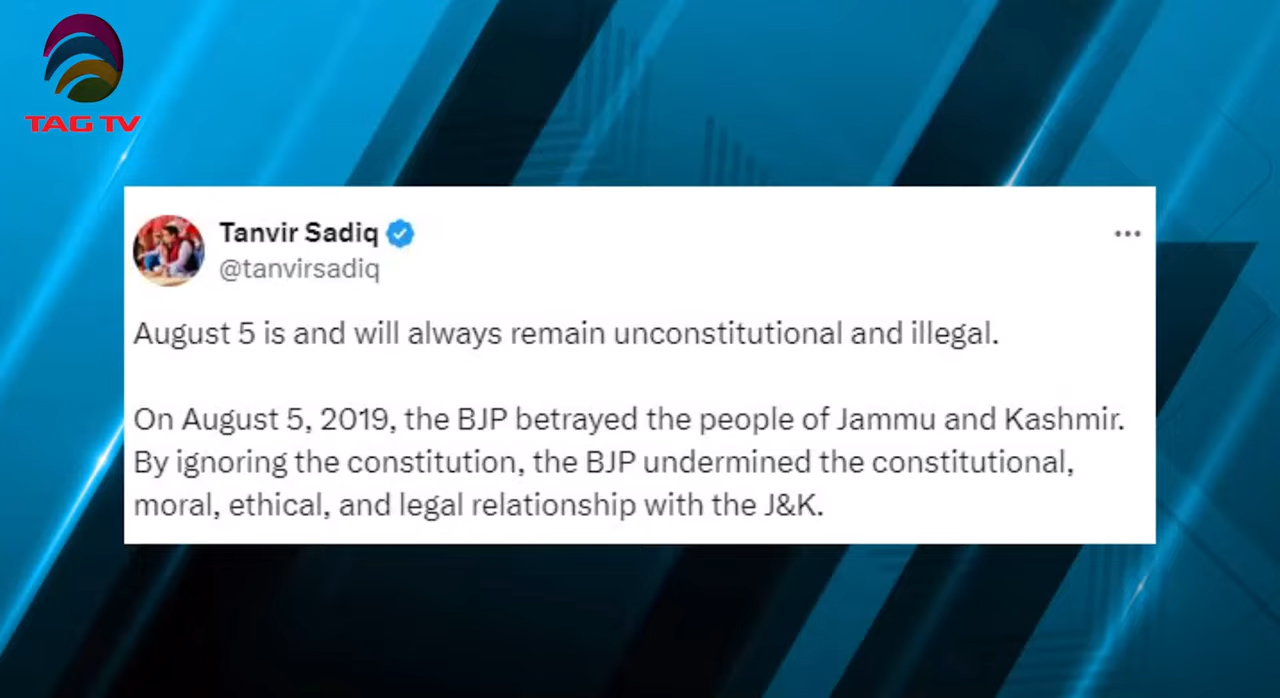 TAG TV
Tanvir Sadiq
@tanvirsadiq
August 5 is and will always remain unconstitutional and illegal.
On August 5, 2019, the BJP betrayed the people of Jammu and Kashmir.
By ignoring the constitution, the BJP undermined the constitutional,
moral, ethical, and legal relationship with the J&K.